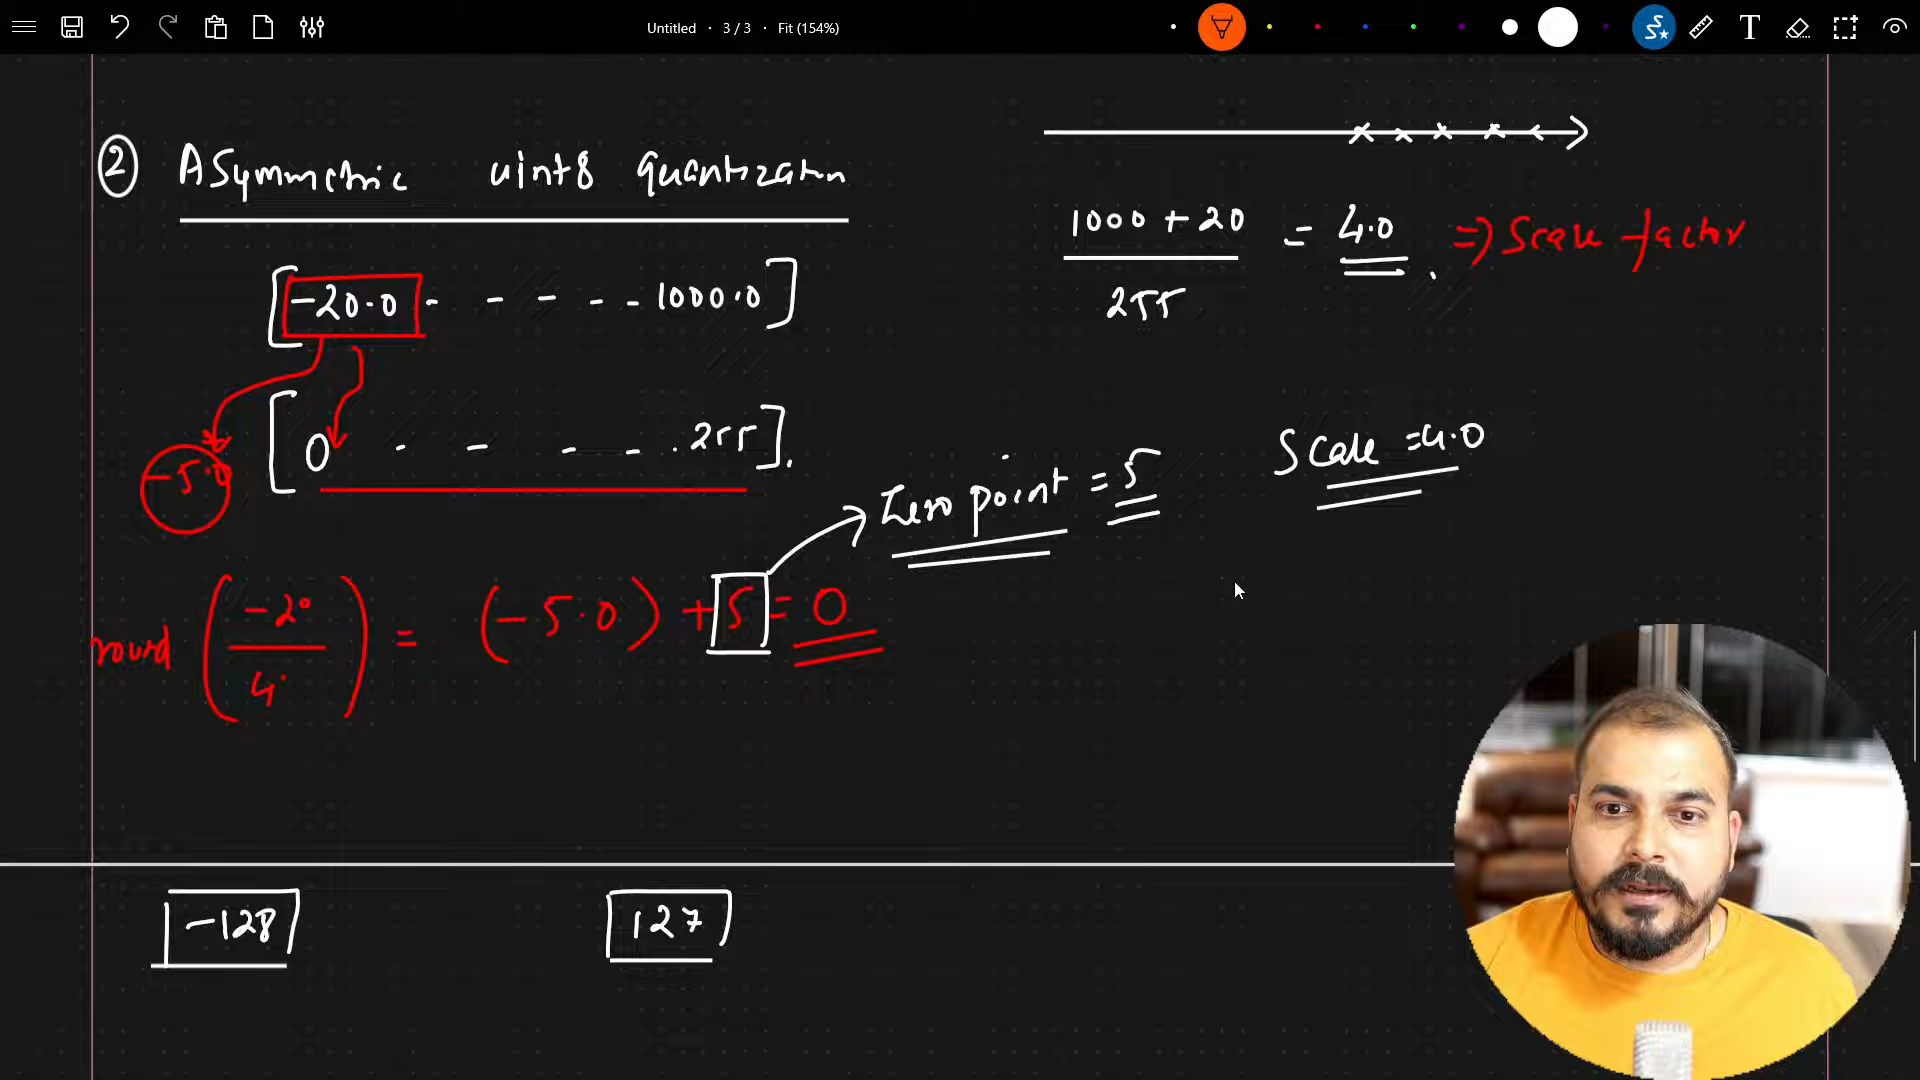 Untitled · 3 / 3 · Fit (154%)
② ASymmetric uint8 Quantization
[-20.0 - - - - - 1000.0]
1000 + 20 / 255 = 4.0 => Scale factor
[0 . - - - . 255].
-5.0
Zero point = 5
Scale = 4.0
round (-20 / 4) = (-5.0) + 5 = 0
-128
127